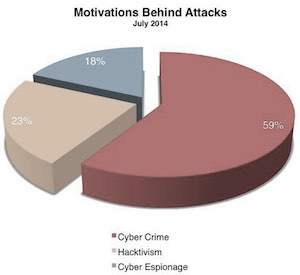 Motivations Behind Attacks
July 2014
18%
59%
23%
Cyber Crime
Hacktivism
Cyber Espionage